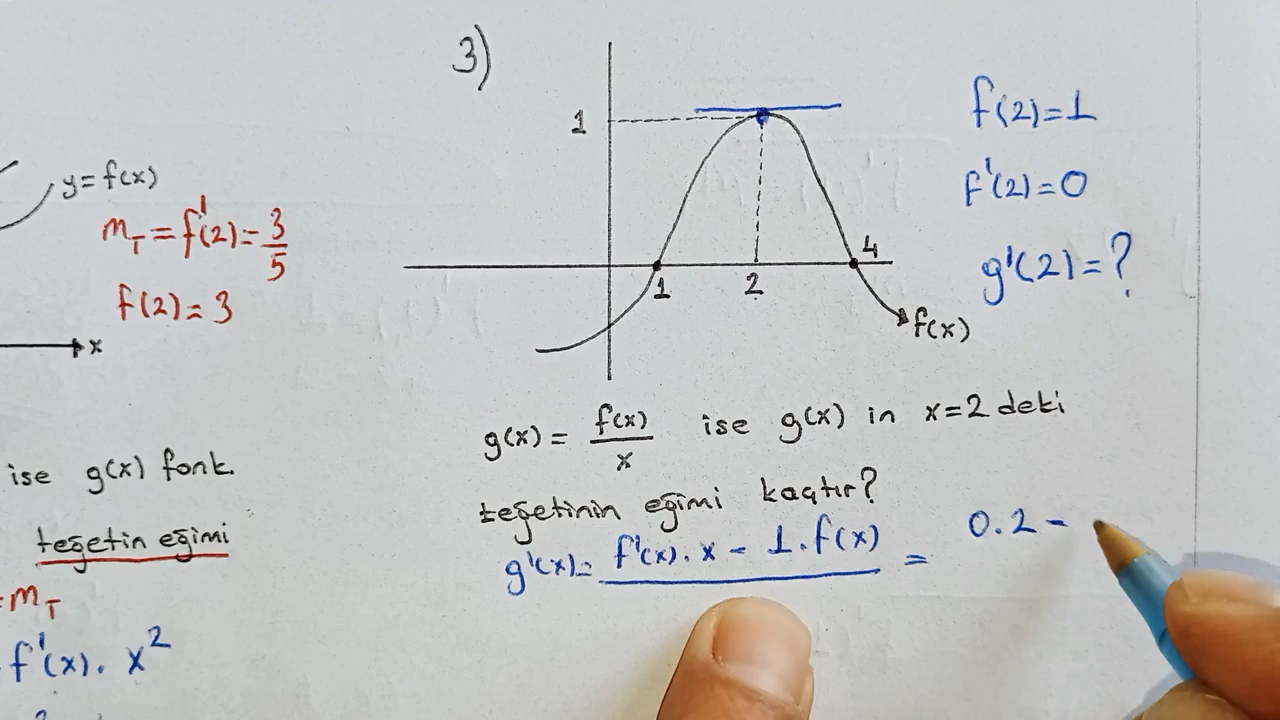 y=f(x)
m_T = f'(2) = 3/5
f(2) = 3
x
ise g(x) fonk.
teğetin eğimi
= m_T
f'(x). x²
3)
1
1
2
4
f(x)
f(2)=1
f'(2)=0
g'(2)=?
g(x) = f(x)/x ise g(x) in x=2 deki
teğetinin eğimi kaçtır?
g'(x)= f'(x). x - 1. f(x) = 0.2 -